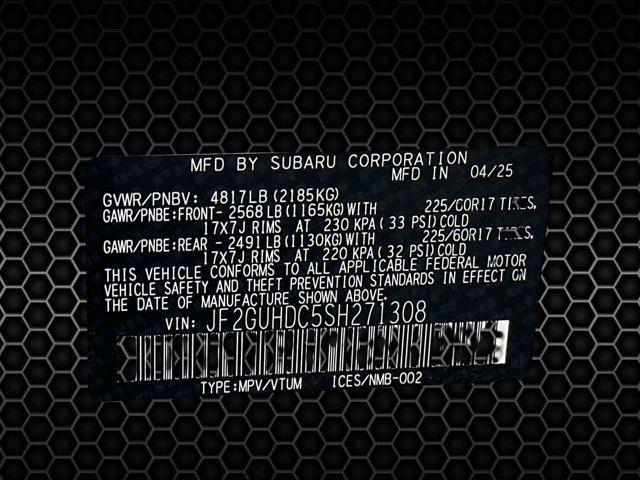 MFD BY SUBARU CORPORATION
MFD IN 04/25
GVWR/PNBV: 4817LB (2185KG)
GAWR/PNBE:FRONT- 2568 LB (1165KG) WITH 225/60R17 TIRES,
17X7J RIMS AT 230 KPA ( 33 PSI) COLD
GAWR/PNBE:REAR - 2491 LB (1130KG) WITH 225/60R17 TIRES,
17X7J RIMS AT 220 KPA ( 32 PSI) COLD
THIS VEHICLE CONFORMS TO ALL APPLICABLE FEDERAL MOTOR
VEHICLE SAFETY AND THEFT PREVENTION STANDARDS IN EFFECT ON
THE DATE OF MANUFACTURE SHOWN ABOVE.
VIN: JF2GUHDC5SH271308
TYPE:MPV/VTUM ICES/NMB-002